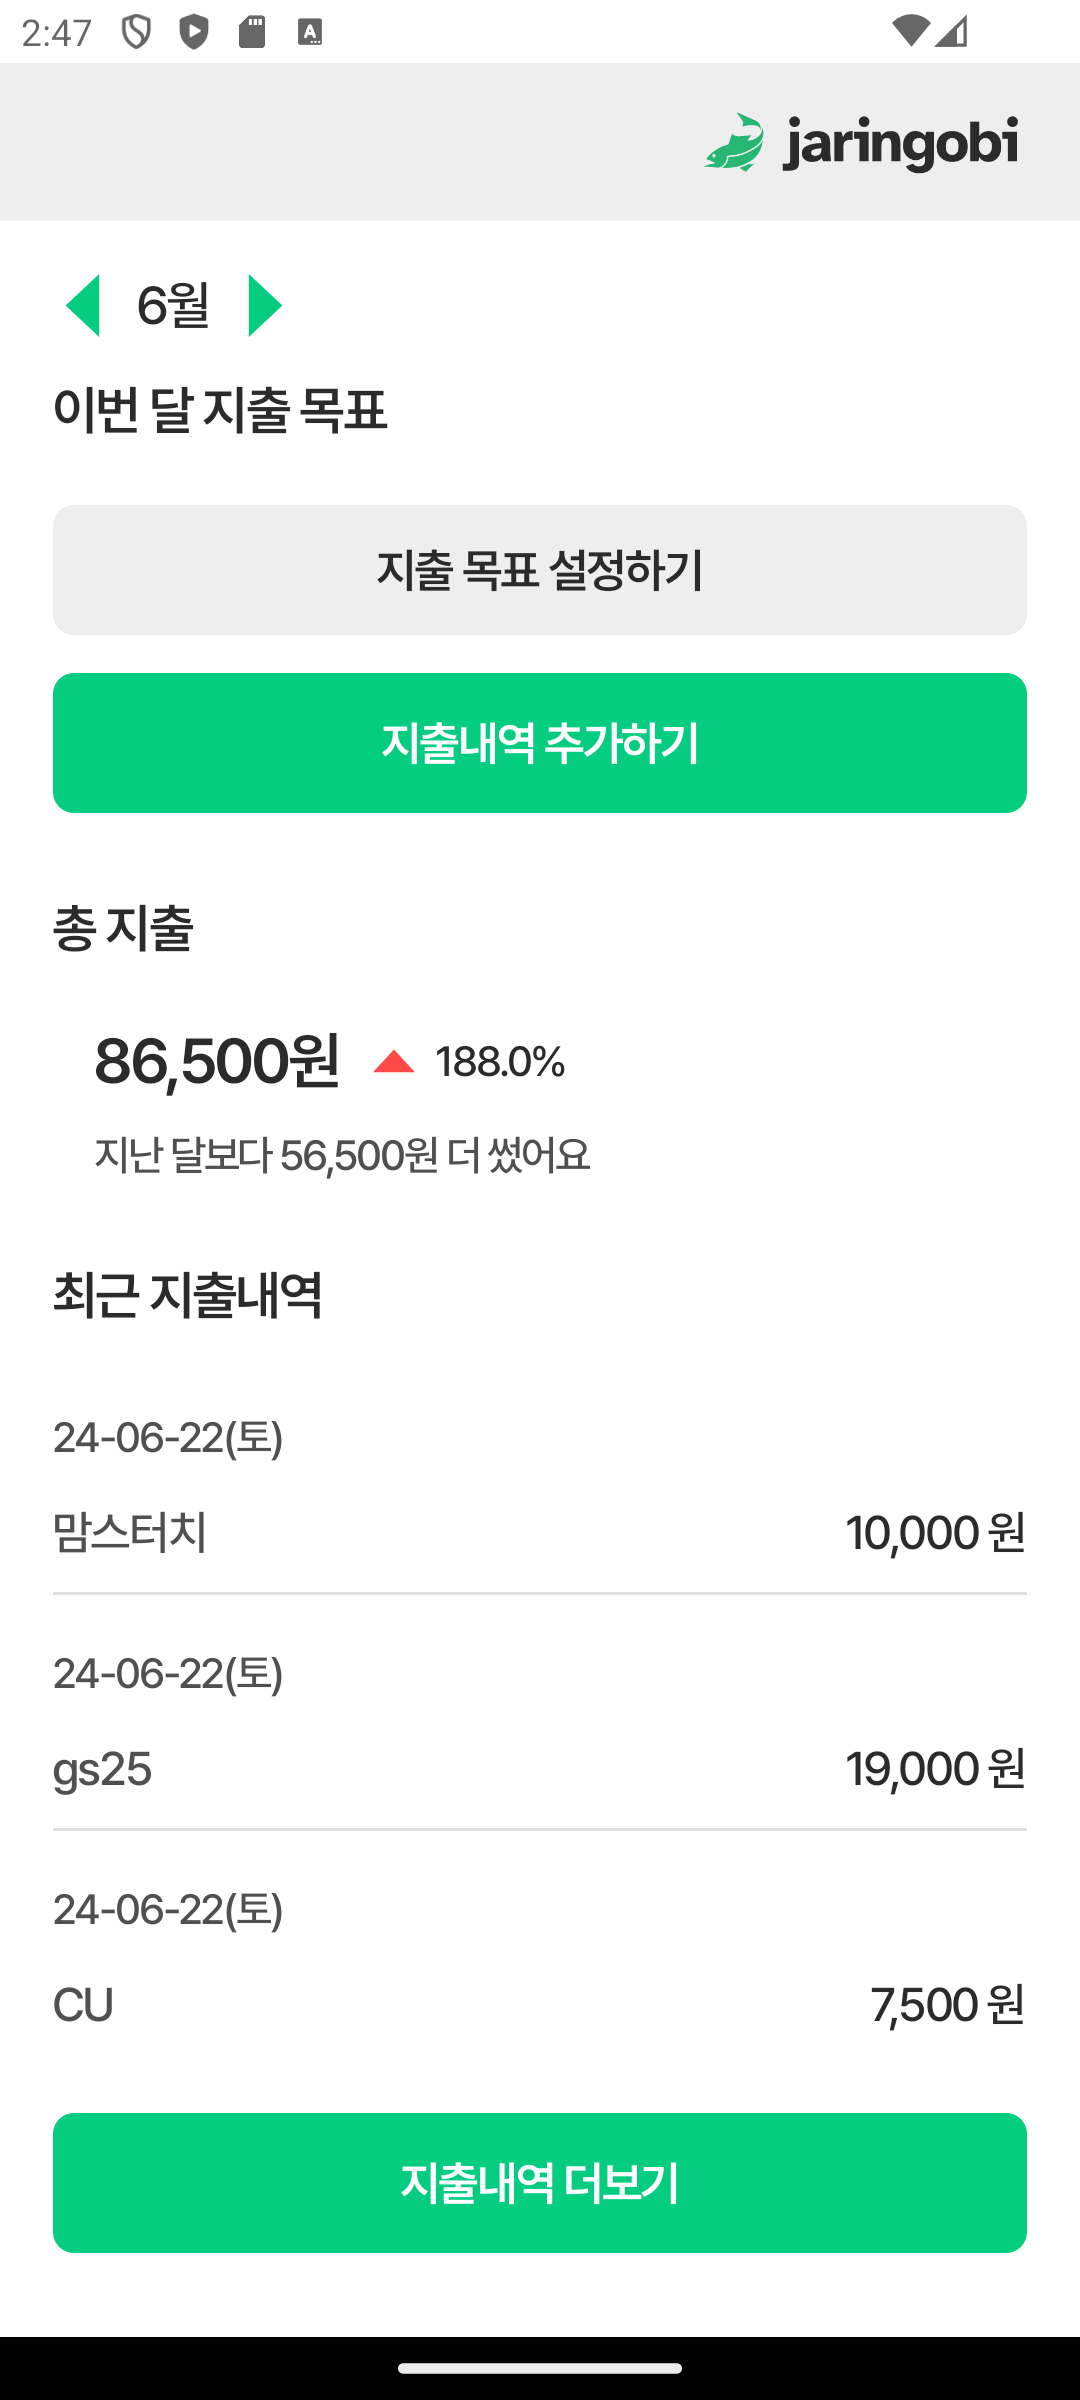 2:47
jaringobi
6월
이번 달 지출 목표
지출 목표 설정하기
지출내역 추가하기
총 지출
86,500원 188.0%
지난 달보다 56,500원 더 썼어요
최근 지출내역
24-06-22(토)
맘스터치 10,000 원
24-06-22(토)
gs25 19,000 원
24-06-22(토)
CU 7,500 원
지출내역 더보기